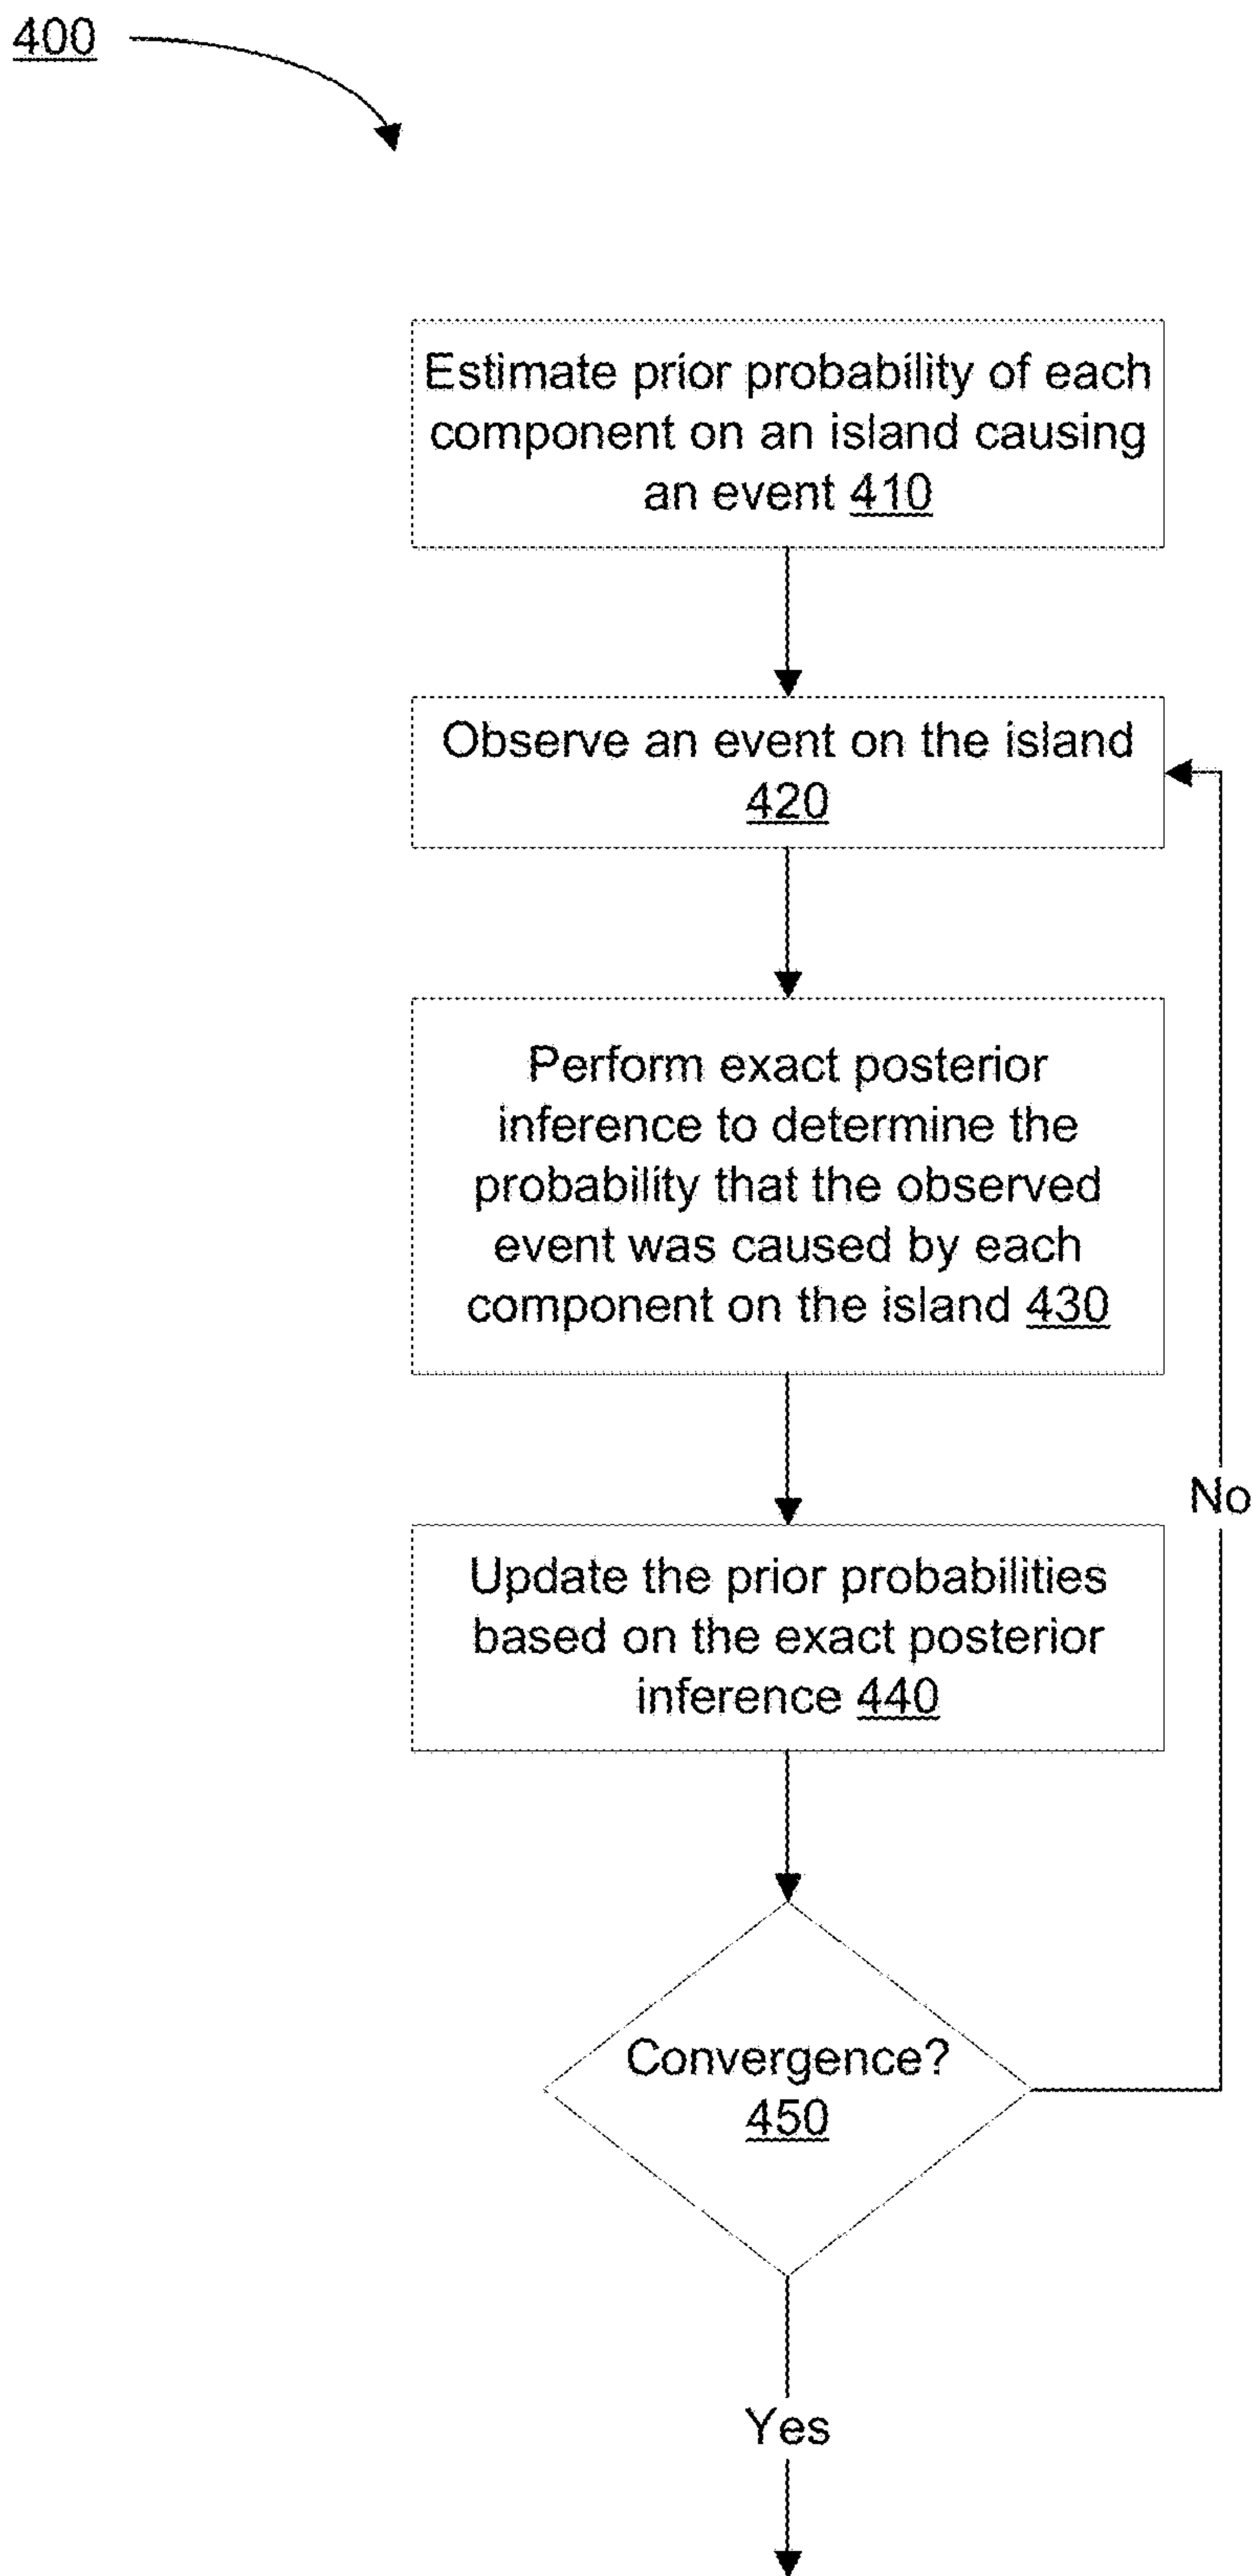 400
Estimate prior probability of each
component on an island causing
an event 410
Observe an event on the island
420
Perform exact posterior
inference to determine the
probability that the observed
event was caused by each
component on the island 430
No
Update the prior probabilities
based on the exact posterior
inference 440
Convergence?
450
Yes